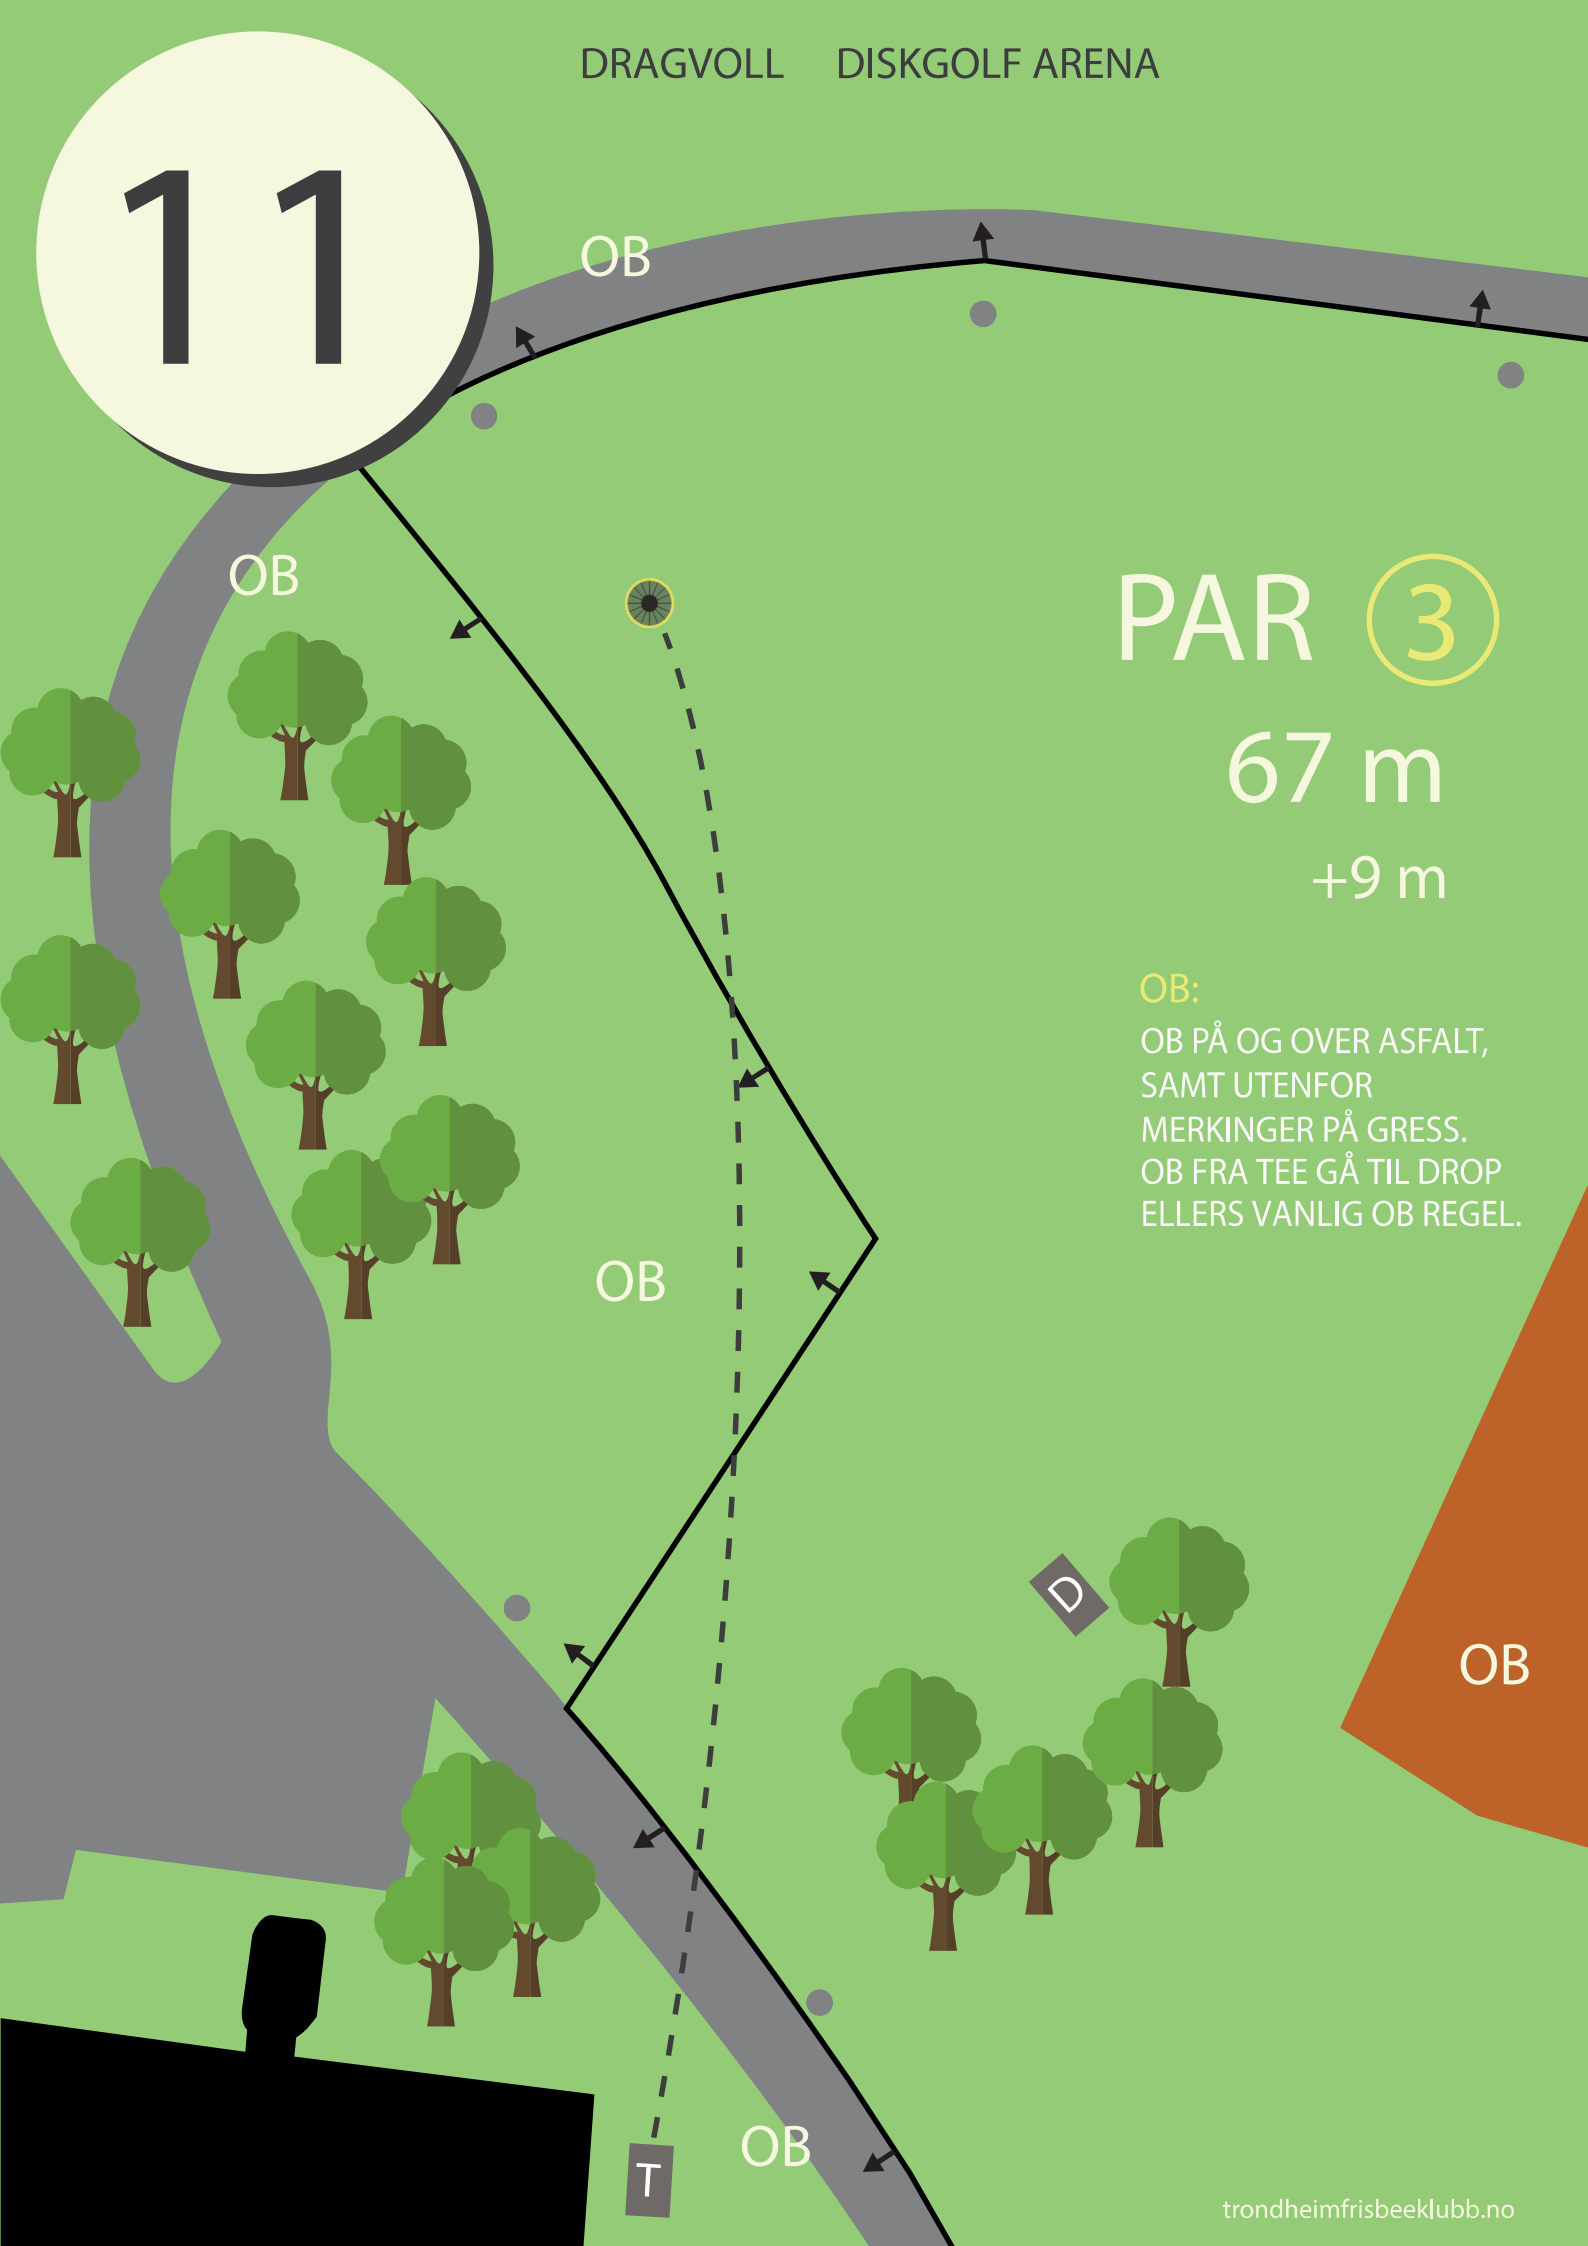 DRAGVOLL DISKGOLF ARENA
11
OB
OB
PAR 3
67 m
+9 m
OB:
OB PÅ OG OVER ASFALT,
SAMT UTENFOR
MERKINGER PÅ GRESS.
OB FRA TEE GÅ TIL DROP
ELLERS VANLIG OB REGEL.
OB
D
OB
OB
T
trondheimfrisbeeklubb.no